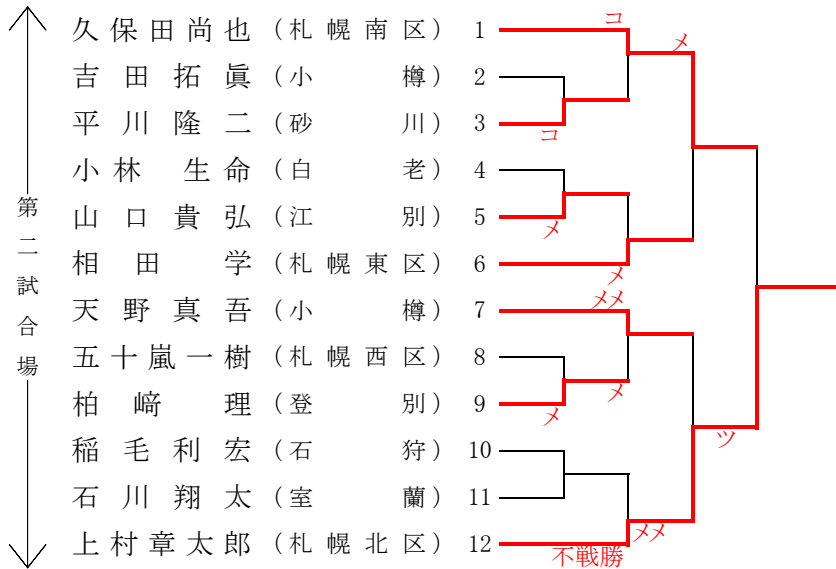 第二試合場
久保田尚也 (札幌南区) 1
コ
メ
吉田拓眞 (小樽) 2
平川隆二 (砂川) 3
コ
小林生命 (白老) 4
山口貴弘 (江別) 5
メ
相田学 (札幌東区) 6
メ
メメ
天野真吾 (小樽) 7
五十嵐一樹 (札幌西区) 8
メ
柏﨑理 (登別) 9
メ
ツ
稲毛利宏 (石狩) 10
石川翔太 (室蘭) 11
メメ
上村章太郎 (札幌北区) 12
不戦勝